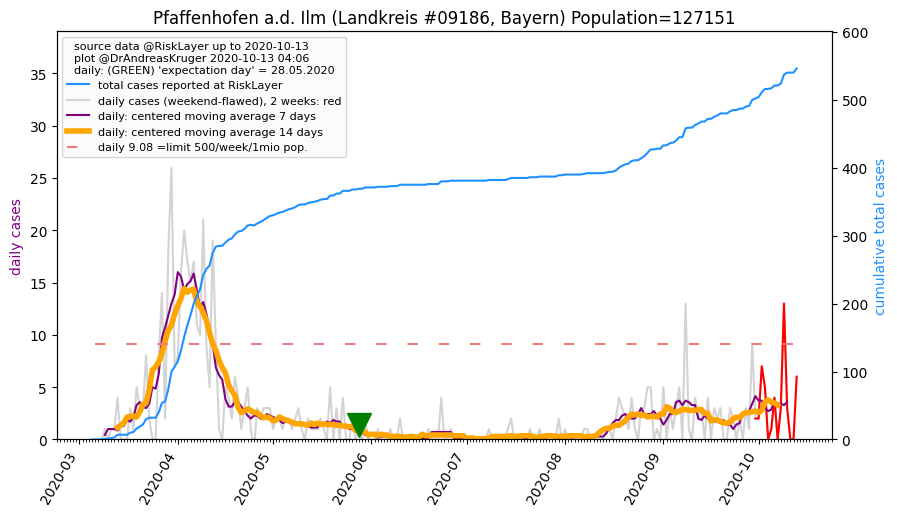 Pfaffenhofen a.d. Ilm (Landkreis #09186, Bayern) Population=127151
source data @RiskLayer up to 2020-10-13
plot @DrAndreasKruger 2020-10-13 04:06
daily: (GREEN) 'expectation day' = 28.05.2020
total cases reported at RiskLayer
daily cases (weekend-flawed), 2 weeks: red
daily: centered moving average 7 days
daily: centered moving average 14 days
daily 9.08 =limit 500/week/1mio pop.
daily cases
35
30
25
20
15
10
5
0
cumulative total cases
600
500
400
300
200
100
0
2020-03
2020-04
2020-05
2020-06
2020-07
2020-08
2020-09
2020-10